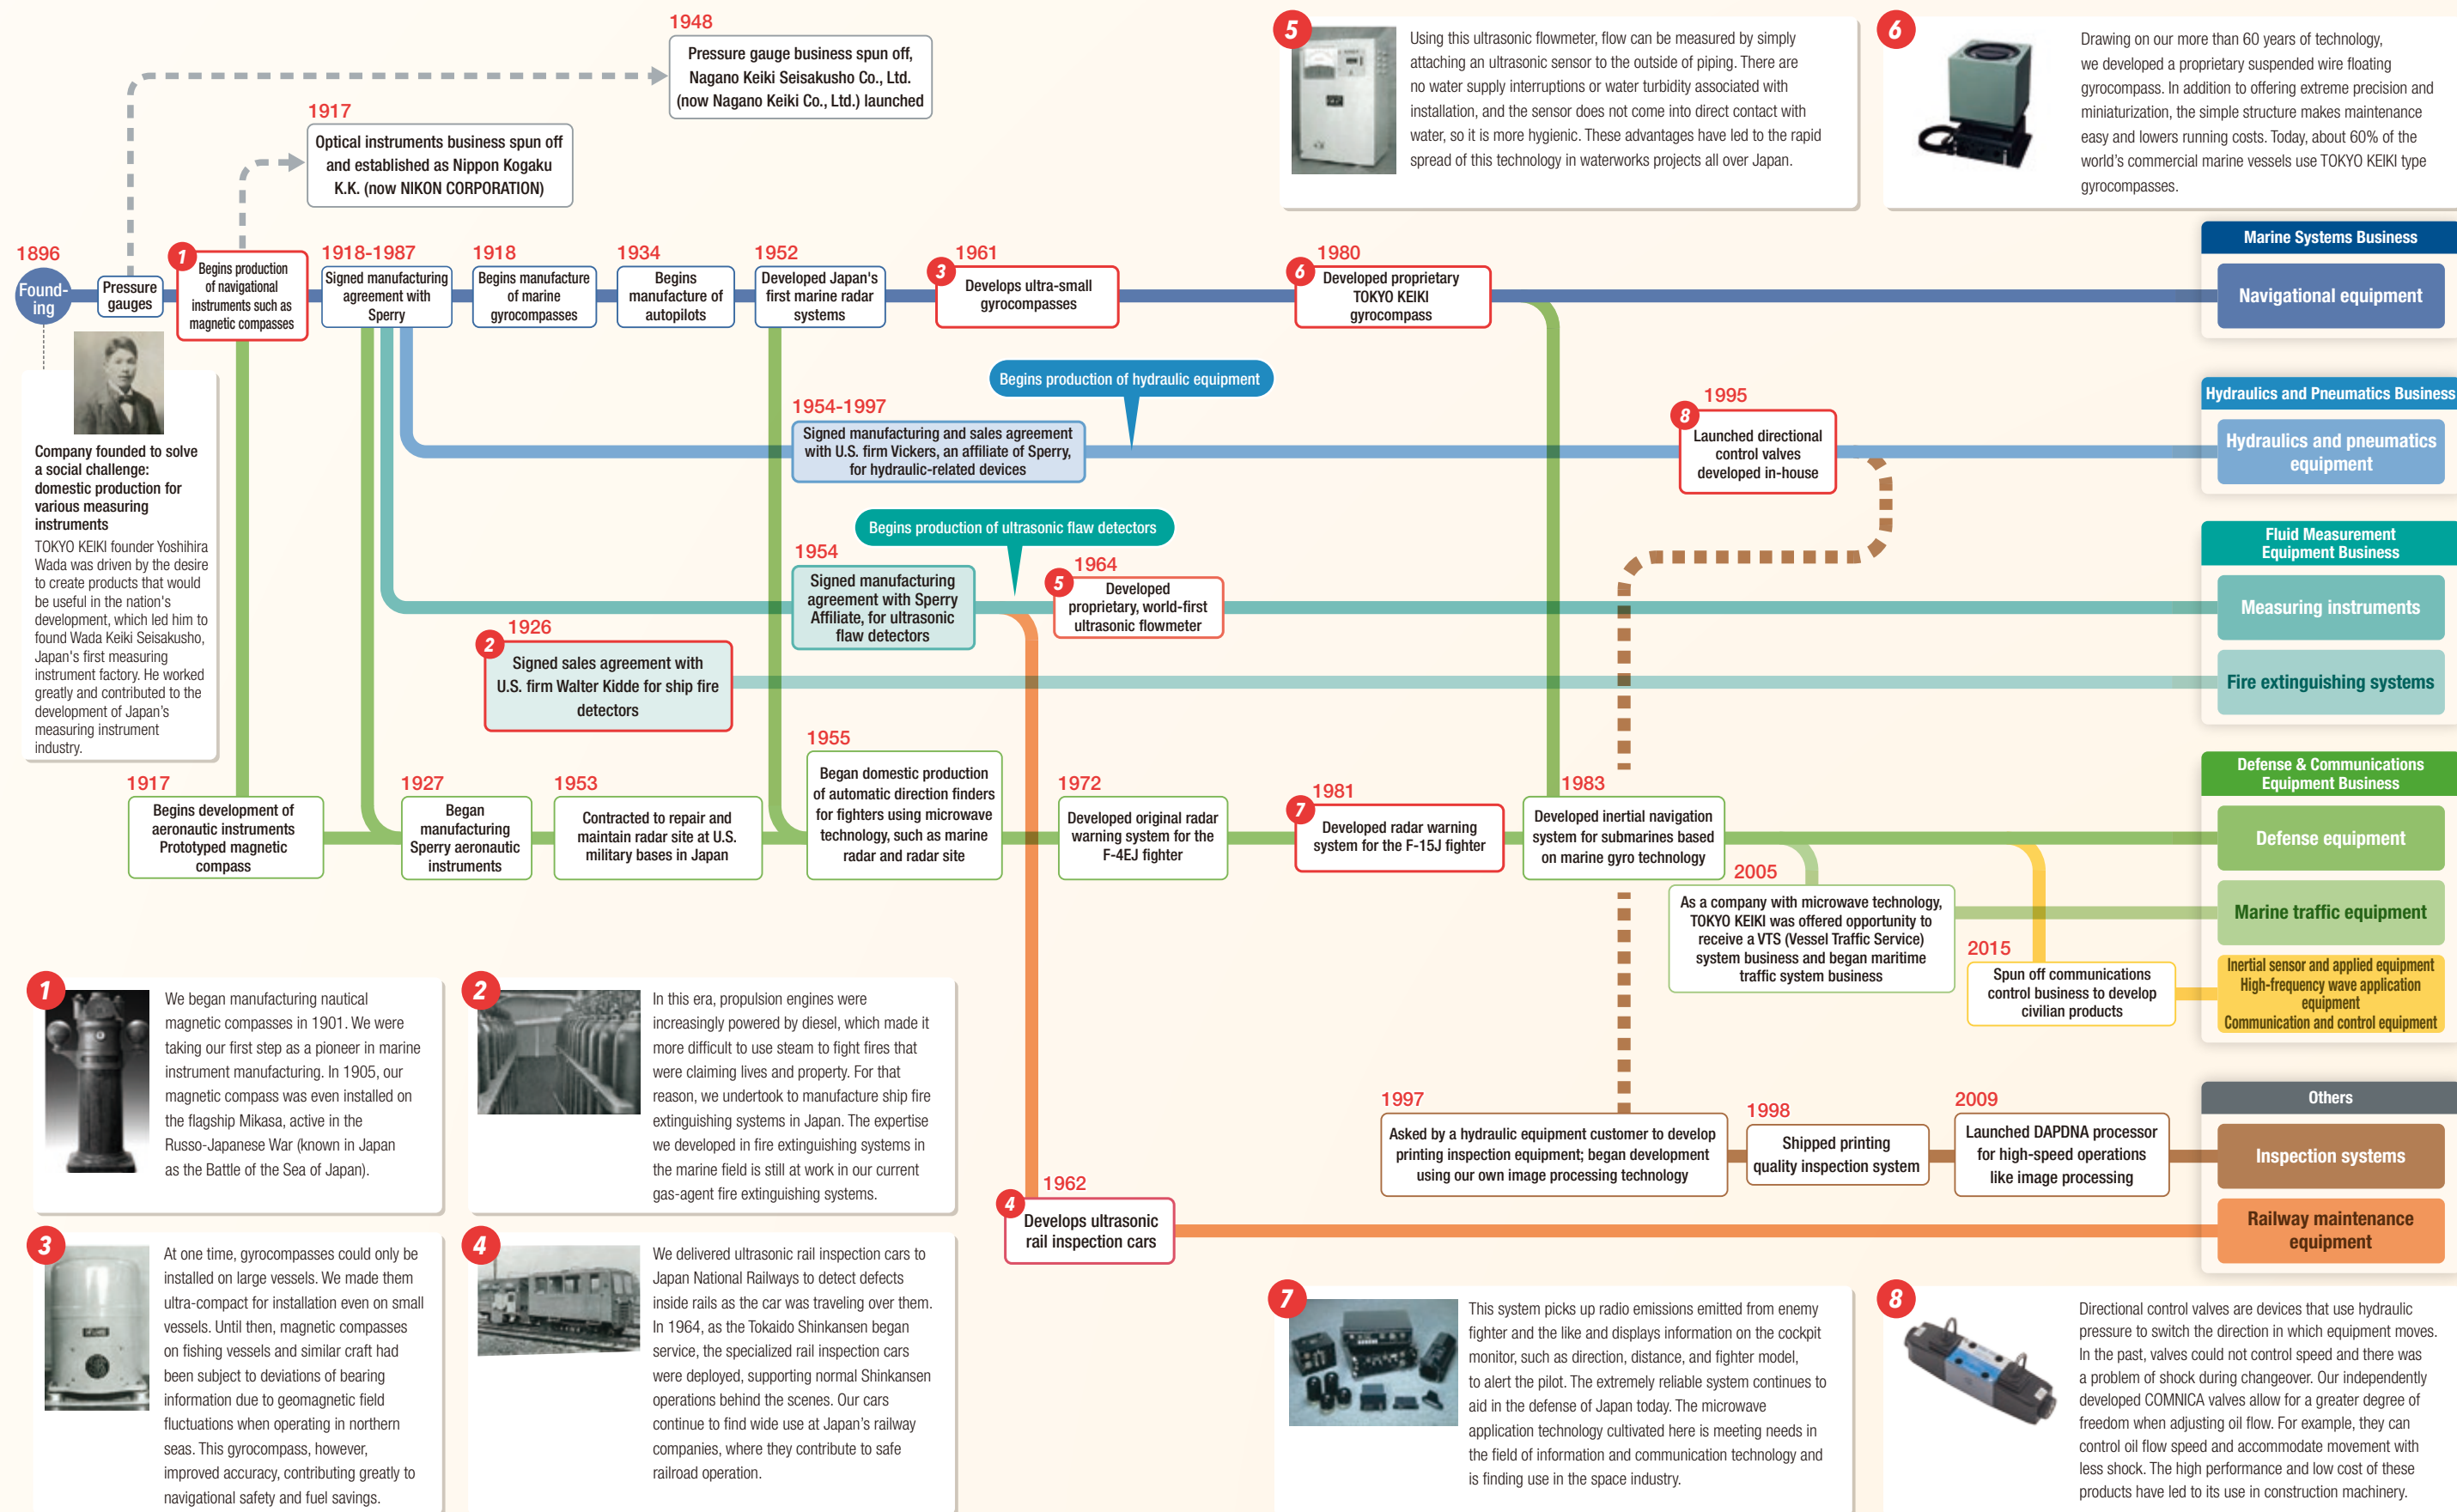 1948
Pressure gauge business spun off,
Nagano Keiki Seisakusho Co., Ltd.
(now Nagano Keiki Co., Ltd.) launched
1917
Optical instruments business spun off
and established as Nippon Kogaku
K.K. (now NIKON CORPORATION)
5
Using this ultrasonic flowmeter, flow can be measured by simply
attaching an ultrasonic sensor to the outside of piping. There are
no water supply interruptions or water turbidity associated with
installation, and the sensor does not come into direct contact with
water, so it is more hygienic. These advantages have led to the rapid
spread of this technology in waterworks projects all over Japan.
6
Drawing on our more than 60 years of technology,
we developed a proprietary suspended wire floating
gyrocompass. In addition to offering extreme precision and
miniaturization, the simple structure makes maintenance
easy and lowers running costs. Today, about 60% of the
world's commercial marine vessels use TOKYO KEIKI type
gyrocompasses.
1896
Found-
ing
Pressure
gauges
1
Begins production
of navigational
instruments such as
magnetic compasses
1918-1987
Signed manufacturing
agreement with
Sperry
1918
Begins manufacture
of marine
gyrocompasses
1934
Begins
manufacture of
autopilots
1952
Developed Japan's
first marine radar
systems
3
1961
Develops ultra-small
gyrocompasses
6
1980
Developed proprietary
TOKYO KEIKI
gyrocompass
Marine Systems Business
Navigational equipment
Company founded to solve
a social challenge:
domestic production for
various measuring
instruments
TOKYO KEIKI founder Yoshihira
Wada was driven by the desire
to create products that would
be useful in the nation's
development, which led him to
found Wada Keiki Seisakusho,
Japan's first measuring
instrument factory. He worked
greatly and contributed to the
development of Japan's
measuring instrument
industry.
Begins production of hydraulic equipment
1954-1997
Signed manufacturing and sales agreement
with U.S. firm Vickers, an affiliate of Sperry,
for hydraulic-related devices
8
1995
Launched directional
control valves
developed in-house
Hydraulics and Pneumatics Business
Hydraulics and pneumatics
equipment
Begins production of ultrasonic flaw detectors
1954
Signed manufacturing
agreement with Sperry
Affiliate, for ultrasonic
flaw detectors
5
1964
Developed
proprietary, world-first
ultrasonic flowmeter
Fluid Measurement
Equipment Business
Measuring instruments
2
1926
Signed sales agreement with
U.S. firm Walter Kidde for ship fire
detectors
Fire extinguishing systems
1917
Begins development of
aeronautic instruments
Prototyped magnetic
compass
1927
Began
manufacturing
Sperry aeronautic
instruments
1953
Contracted to repair and
maintain radar site at U.S.
military bases in Japan
1955
Began domestic production
of automatic direction finders
for fighters using microwave
technology, such as marine
radar and radar site
1972
Developed original radar
warning system for the
F-4EJ fighter
7
1981
Developed radar warning
system for the F-15J fighter
1983
Developed inertial navigation
system for submarines based
on marine gyro technology
Defense & Communications
Equipment Business
Defense equipment
2005
As a company with microwave technology,
TOKYO KEIKI was offered opportunity to
receive a VTS (Vessel Traffic Service)
system business and began maritime
traffic system business
Marine traffic equipment
2015
Spun off communications
control business to develop
civilian products
Inertial sensor and applied equipment
High-frequency wave application
equipment
Communication and control equipment
1
We began manufacturing nautical
magnetic compasses in 1901. We were
taking our first step as a pioneer in marine
instrument manufacturing. In 1905, our
magnetic compass was even installed on
the flagship Mikasa, active in the
Russo-Japanese War (known in Japan
as the Battle of the Sea of Japan).
2
In this era, propulsion engines were
increasingly powered by diesel, which made it
more difficult to use steam to fight fires that
were claiming lives and property. For that
reason, we undertook to manufacture ship fire
extinguishing systems in Japan. The expertise
we developed in fire extinguishing systems in
the marine field is still at work in our current
gas-agent fire extinguishing systems.
4
1962
Develops ultrasonic
rail inspection cars
1997
Asked by a hydraulic equipment customer to develop
printing inspection equipment; began development
using our own image processing technology
1998
Shipped printing
quality inspection system
2009
Launched DAPDNA processor
for high-speed operations
like image processing
Others
Inspection systems
Railway maintenance
equipment
3
At one time, gyrocompasses could only be
installed on large vessels. We made them
ultra-compact for installation even on small
vessels. Until then, magnetic compasses
on fishing vessels and similar craft had
been subject to deviations of bearing
information due to geomagnetic field
fluctuations when operating in northern
seas. This gyrocompass, however,
improved accuracy, contributing greatly to
navigational safety and fuel savings.
4
We delivered ultrasonic rail inspection cars to
Japan National Railways to detect defects
inside rails as the car was traveling over them.
In 1964, as the Tokaido Shinkansen began
service, the specialized rail inspection cars
were deployed, supporting normal Shinkansen
operations behind the scenes. Our cars
continue to find wide use at Japan's railway
companies, where they contribute to safe
railroad operation.
7
This system picks up radio emissions emitted from enemy
fighter and the like and displays information on the cockpit
monitor, such as direction, distance, and fighter model,
to alert the pilot. The extremely reliable system continues to
aid in the defense of Japan today. The microwave
application technology cultivated here is meeting needs in
the field of information and communication technology and
is finding use in the space industry.
8
Directional control valves are devices that use hydraulic
pressure to switch the direction in which equipment moves.
In the past, valves could not control speed and there was
a problem of shock during changeover. Our independently
developed COMNICA valves allow for a greater degree of
freedom when adjusting oil flow. For example, they can
control oil flow speed and accommodate movement with
less shock. The high performance and low cost of these
products have led to its use in construction machinery.